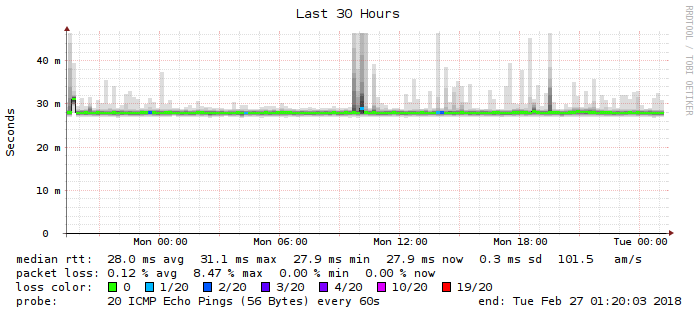 Last 30 Hours
RRDTOOL / TOBI OETIKER
Seconds
40 m
30 m
20 m
10 m
0
Mon 00:00 Mon 06:00 Mon 12:00 Mon 18:00 Tue 00:00
median rtt: 28.0 ms avg 31.1 ms max 27.9 ms min 27.9 ms now 0.3 ms sd 101.5 am/s
packet loss: 0.12 % avg 8.47 % max 0.00 % min 0.00 % now
loss color: 0 1/20 2/20 3/20 4/20 10/20 19/20
probe: 20 ICMP Echo Pings (56 Bytes) every 60s end: Tue Feb 27 01:20:03 2018